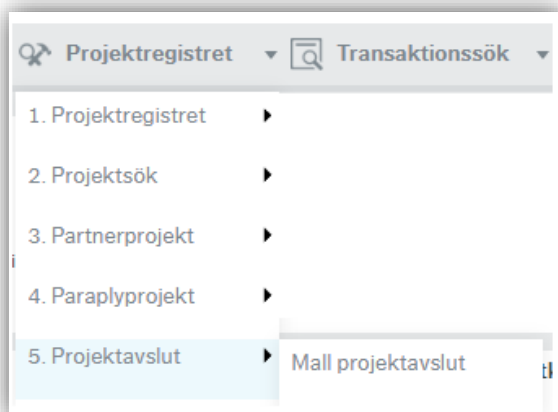 Projektregistret Transaktionssök
1. Projektregistret
2. Projektsök
3. Partnerprojekt
4. Paraplyprojekt
5. Projektavslut
Mall projektavslut